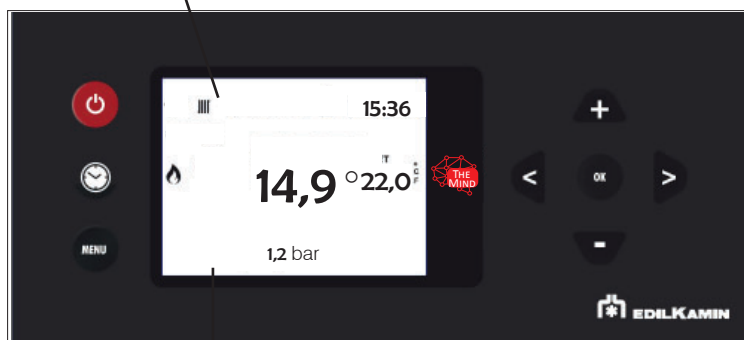 15:36
14,9 °22,0
1,2 bar
THE
MIND
MENU
OK
+
<
>
-
EDILKAMIN